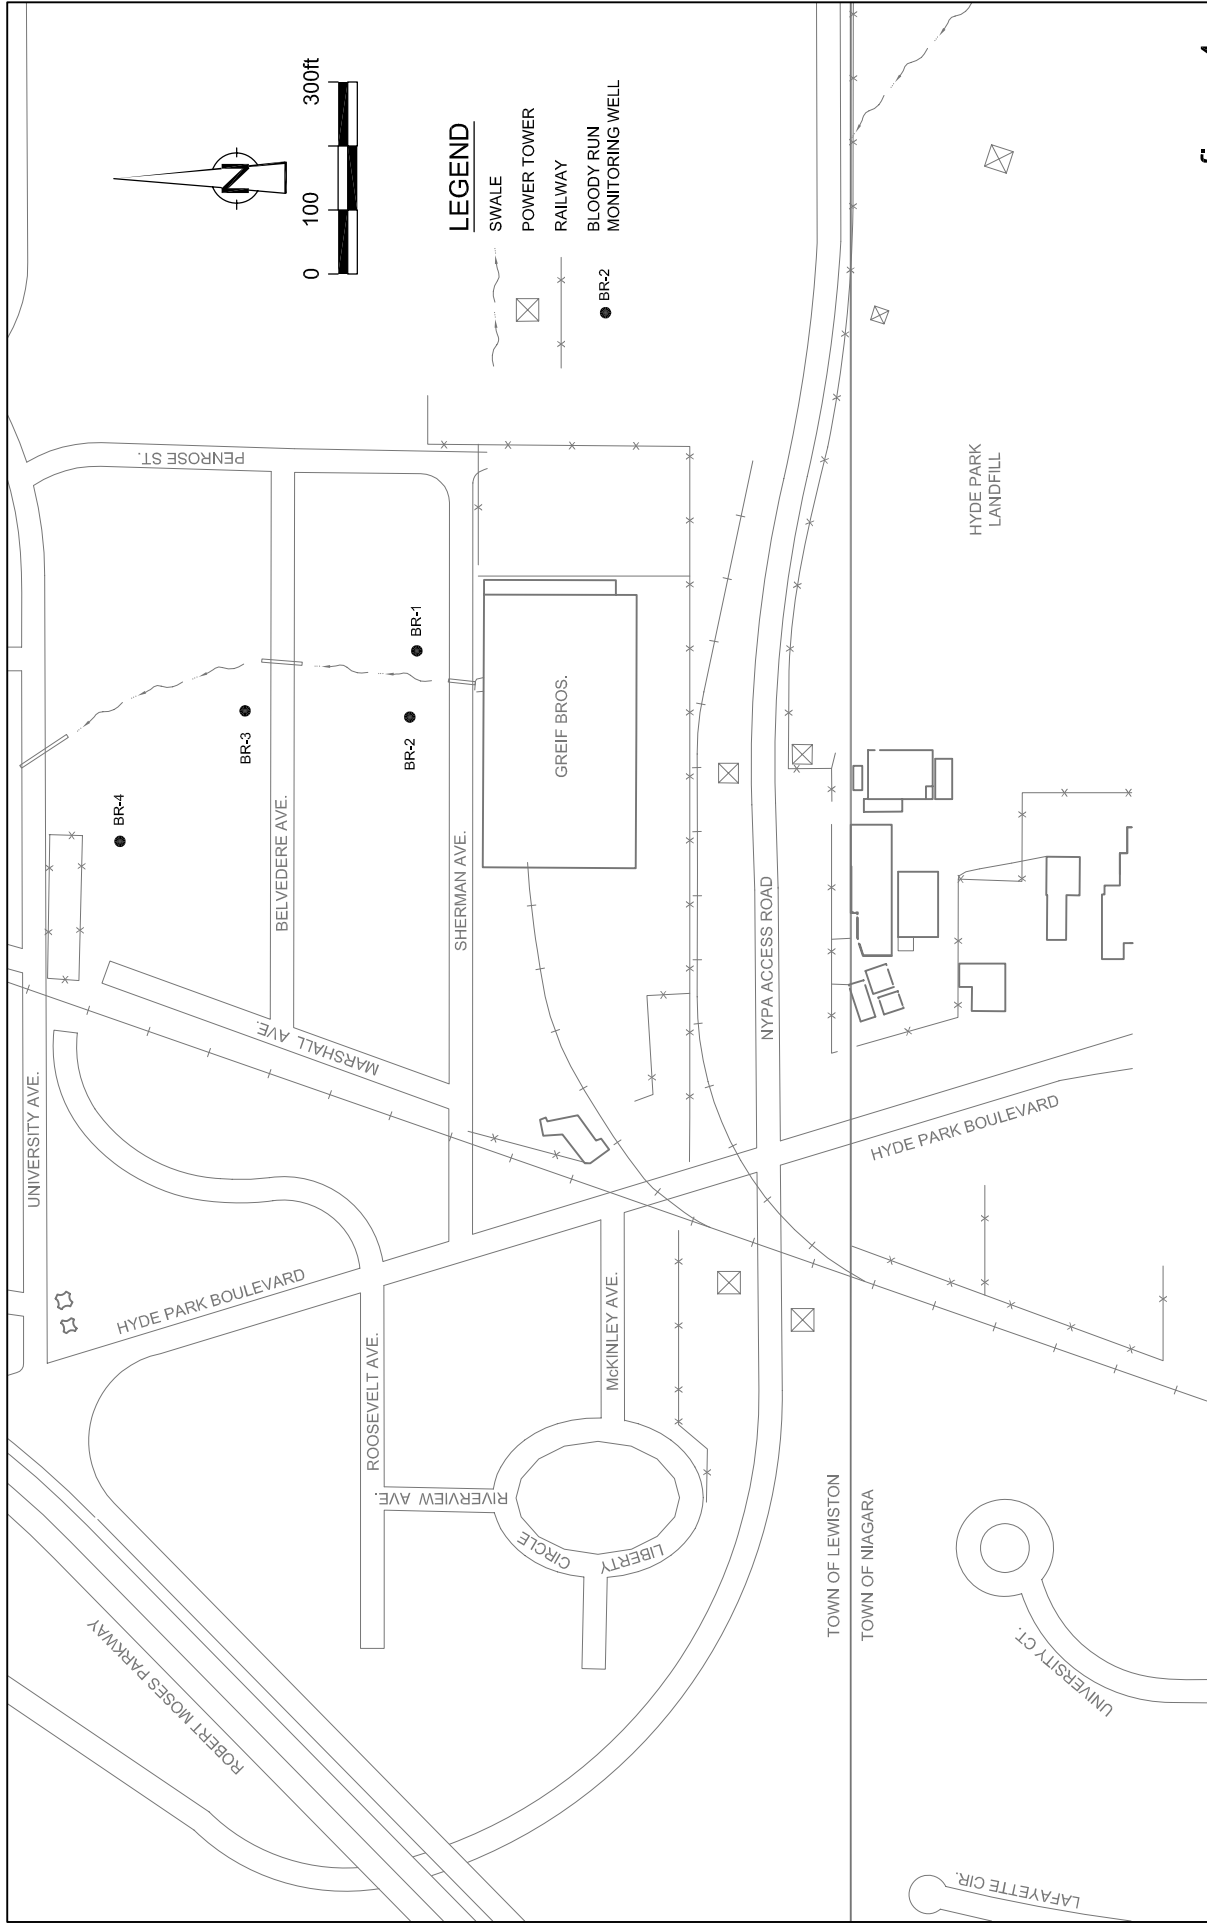 N
0 100 300ft
LEGEND
SWALE
POWER TOWER
RAILWAY
BLOODY RUN
MONITORING WELL
BR-2
PENROSE ST.
BR-1
BR-2
BR-3
BR-4
GREIF BROS.
BELVEDERE AVE.
SHERMAN AVE.
MARSHALL AVE.
UNIVERSITY AVE.
NYPA ACCESS ROAD
HYDE PARK
LANDFILL
HYDE PARK BOULEVARD
HYDE PARK BOULEVARD
ROOSEVELT AVE.
McKINLEY AVE.
RIVERVIEW AVE.
LIBERTY
CIRCLE
TOWN OF LEWISTON
TOWN OF NIAGARA
ROBERT MOSES PARKWAY
UNIVERSITY CT.
LAFAYETTE CIR.